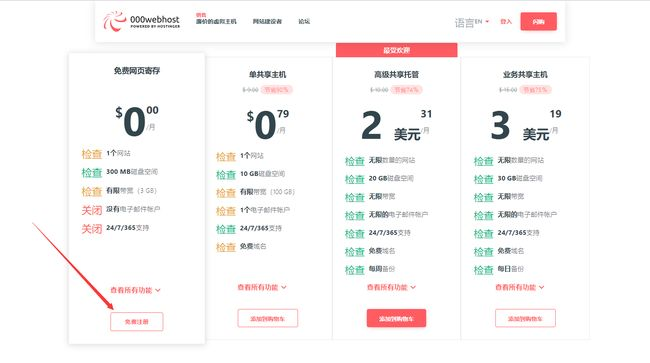 000webhost
POWERED BY HOSTINGER
销售
廉价的虚拟主机
网站建设者
论坛
语言EN
登入
闪购
免费网页寄存
$0.00
/月
检查 1个网站
检查 300 MB磁盘空间
检查 有限带宽（3 GB）
关闭 没有电子邮件帐户
关闭 24/7/365支持
查看所有功能
免费注册
单共享主机
$ 9.00 节省90%
$0.79
/月
检查 1个网站
检查 10 GB磁盘空间
检查 有限带宽（100 GB）
检查 1个电子邮件帐户
检查 24/7/365支持
检查 免费域名
查看所有功能
添加到购物车
最受欢迎
高级共享托管
$ 10.00 节省76%
2美元31
/月
检查 无限数量的网站
检查 20 GB磁盘空间
检查 无限带宽
检查 无限的电子邮件帐户
检查 24/7/365支持
检查 免费域名
检查 每周备份
查看所有功能
添加到购物车
业务共享主机
$ 15.00 节省75%
3美元19
/月
检查 无限数量的网站
检查 30 GB磁盘空间
检查 无限带宽
检查 无限的电子邮件帐户
检查 24/7/365支持
检查 免费域名
检查 每日备份
查看所有功能
添加到购物车